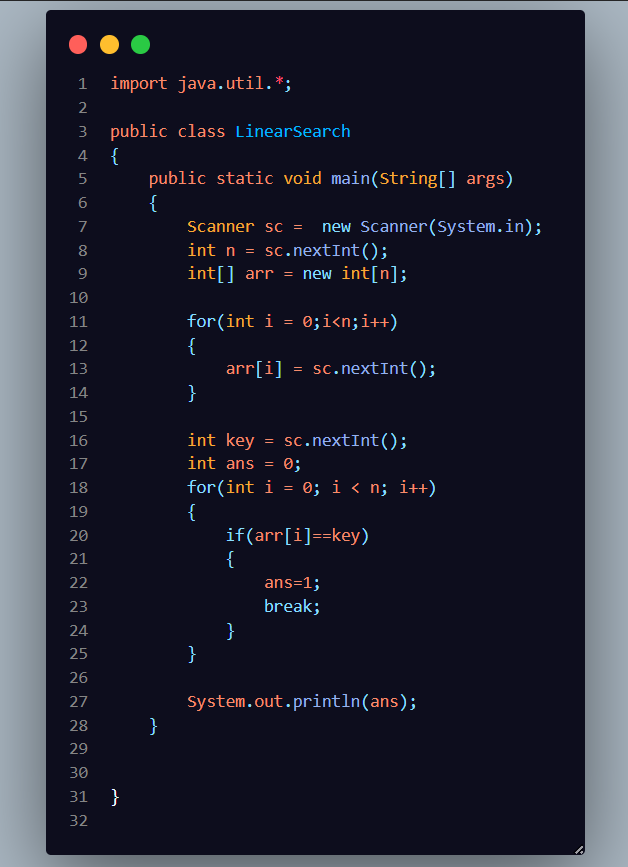 1 import java.util.*;
2
3 public class LinearSearch
4 {
5     public static void main(String[] args)
6     {
7         Scanner sc =  new Scanner(System.in);
8         int n = sc.nextInt();
9         int[] arr = new int[n];
10
11         for(int i = 0;i<n;i++)
12         {
13             arr[i] = sc.nextInt();
14         }
15
16         int key = sc.nextInt();
17         int ans = 0;
18         for(int i = 0; i < n; i++)
19         {
20             if(arr[i]==key)
21             {
22                 ans=1;
23                 break;
24             }
25         }
26
27         System.out.println(ans);
28     }
29
30
31 }
32